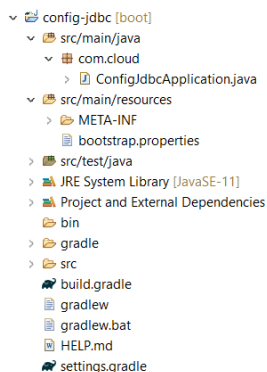 config-jdbc [boot]
src/main/java
com.cloud
ConfigJdbcApplication.java
src/main/resources
META-INF
bootstrap.properties
src/test/java
JRE System Library [JavaSE-11]
Project and External Dependencies
bin
gradle
src
build.gradle
gradlew
gradlew.bat
HELP.md
settings.gradle